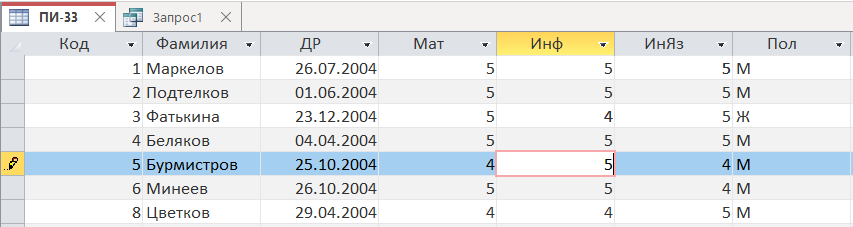 ПИ-33 Запрос1
Код Фамилия ДР Мат Инф ИнЯз Пол
1 Маркелов 26.07.2004 5 5 5 М
2 Подтелков 01.06.2004 5 5 5 М
3 Фатькина 23.12.2004 5 4 5 Ж
4 Беляков 04.04.2004 5 5 5 М
5 Бурмистров 25.10.2004 4 5 4 М
6 Минеев 26.10.2004 5 5 4 М
8 Цветков 29.04.2004 4 4 5 М